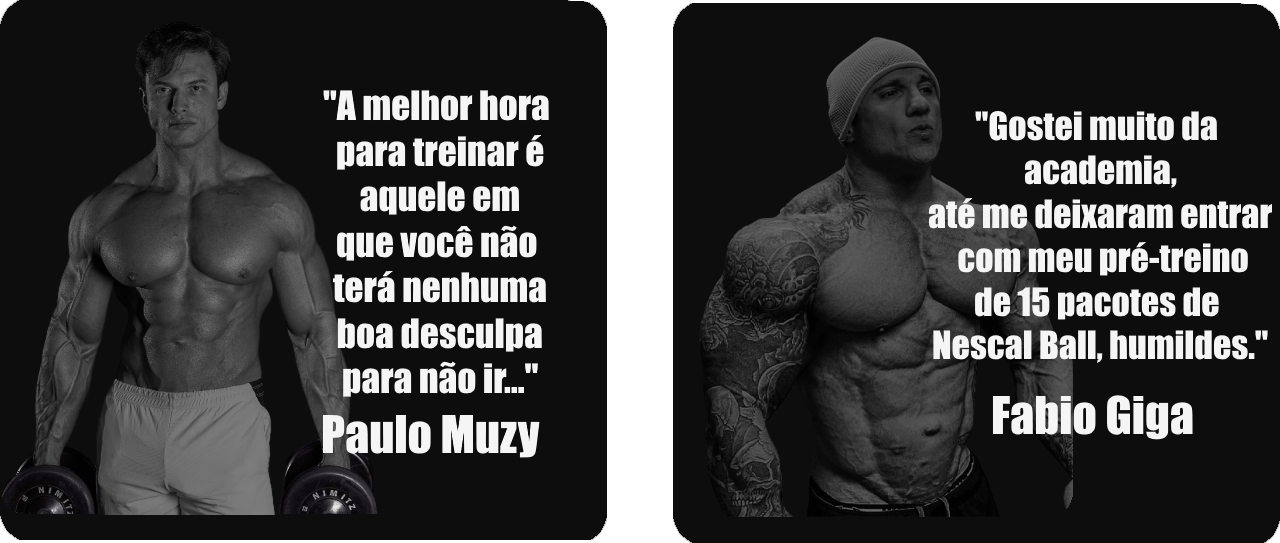 "A melhor hora
para treinar é
aquele em
que você não
terá nenhuma
boa desculpa
para não ir..."
Paulo Muzy
NIMITZ
NIMITZ
"Gostei muito da
academia,
até me deixaram entrar
com meu pré-treino
de 15 pacotes de
Nescal Ball, humildes."
Fabio Giga